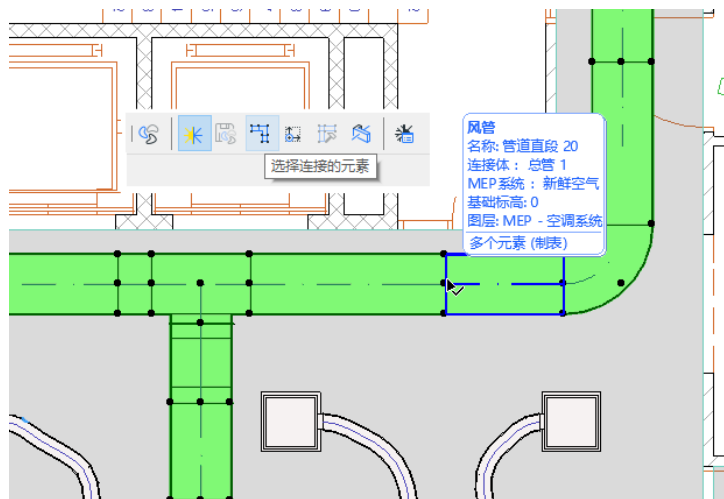 选择连接的元素
风管
名称: 管道直段 20
连接体： 总管 1
MEP系统： 新鲜空气
基础标高: 0
图层: MEP - 空调系统
多个元素 (制表)